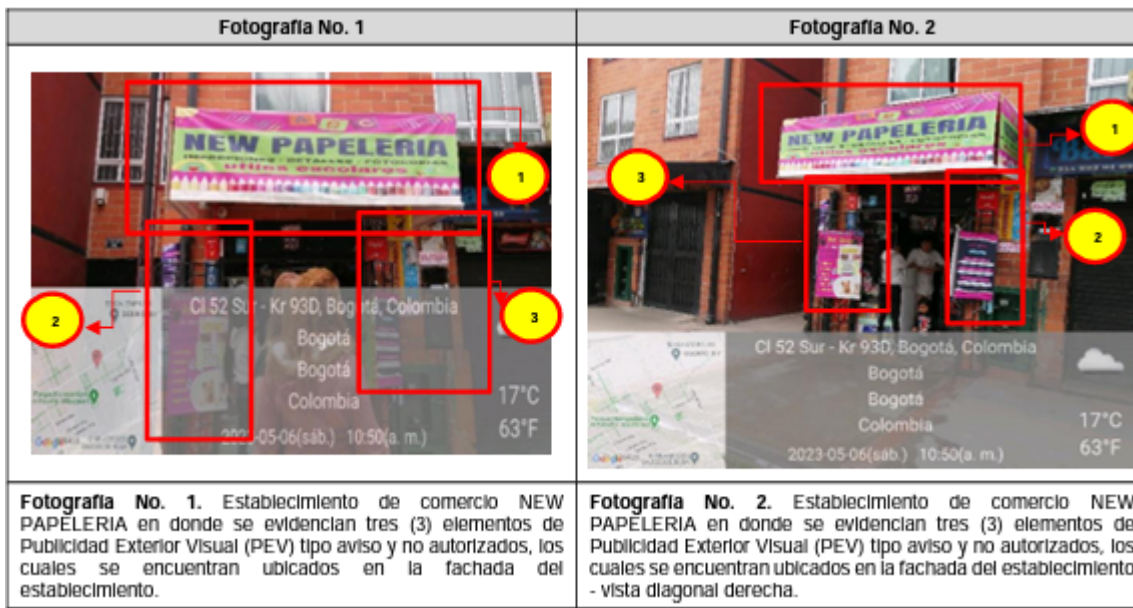 Fotografía No. 1
Fotografía No. 2
NEW PAPELERIA
utiles escolares
1
2
3
Cl 52 Sur - Kr 93D, Bogotá, Colombia
Bogotá
Bogotá
Colombia
2023-05-06(sáb.) 10:50(a. m.)
17°C
63°F
NEW PAPELERIA
utiles escolares
1
3
2
Cl 52 Sur - Kr 93D, Bogotá, Colombia
Bogotá
Bogotá
Colombia
2023-05-06(sáb.) 10:50(a. m.)
17°C
63°F
Fotografía No. 1. Establecimiento de comercio NEW
PAPELERIA en donde se evidencian tres (3) elementos de
Publicidad Exterior Visual (PEV) tipo aviso y no autorizados, los
cuales se encuentran ubicados en la fachada del
establecimiento.
Fotografía No. 2. Establecimiento de comercio NEW
PAPELERIA en donde se evidencian tres (3) elementos de
Publicidad Exterior Visual (PEV) tipo aviso y no autorizados, los
cuales se encuentran ubicados en la fachada del establecimiento
- vista diagonal derecha.